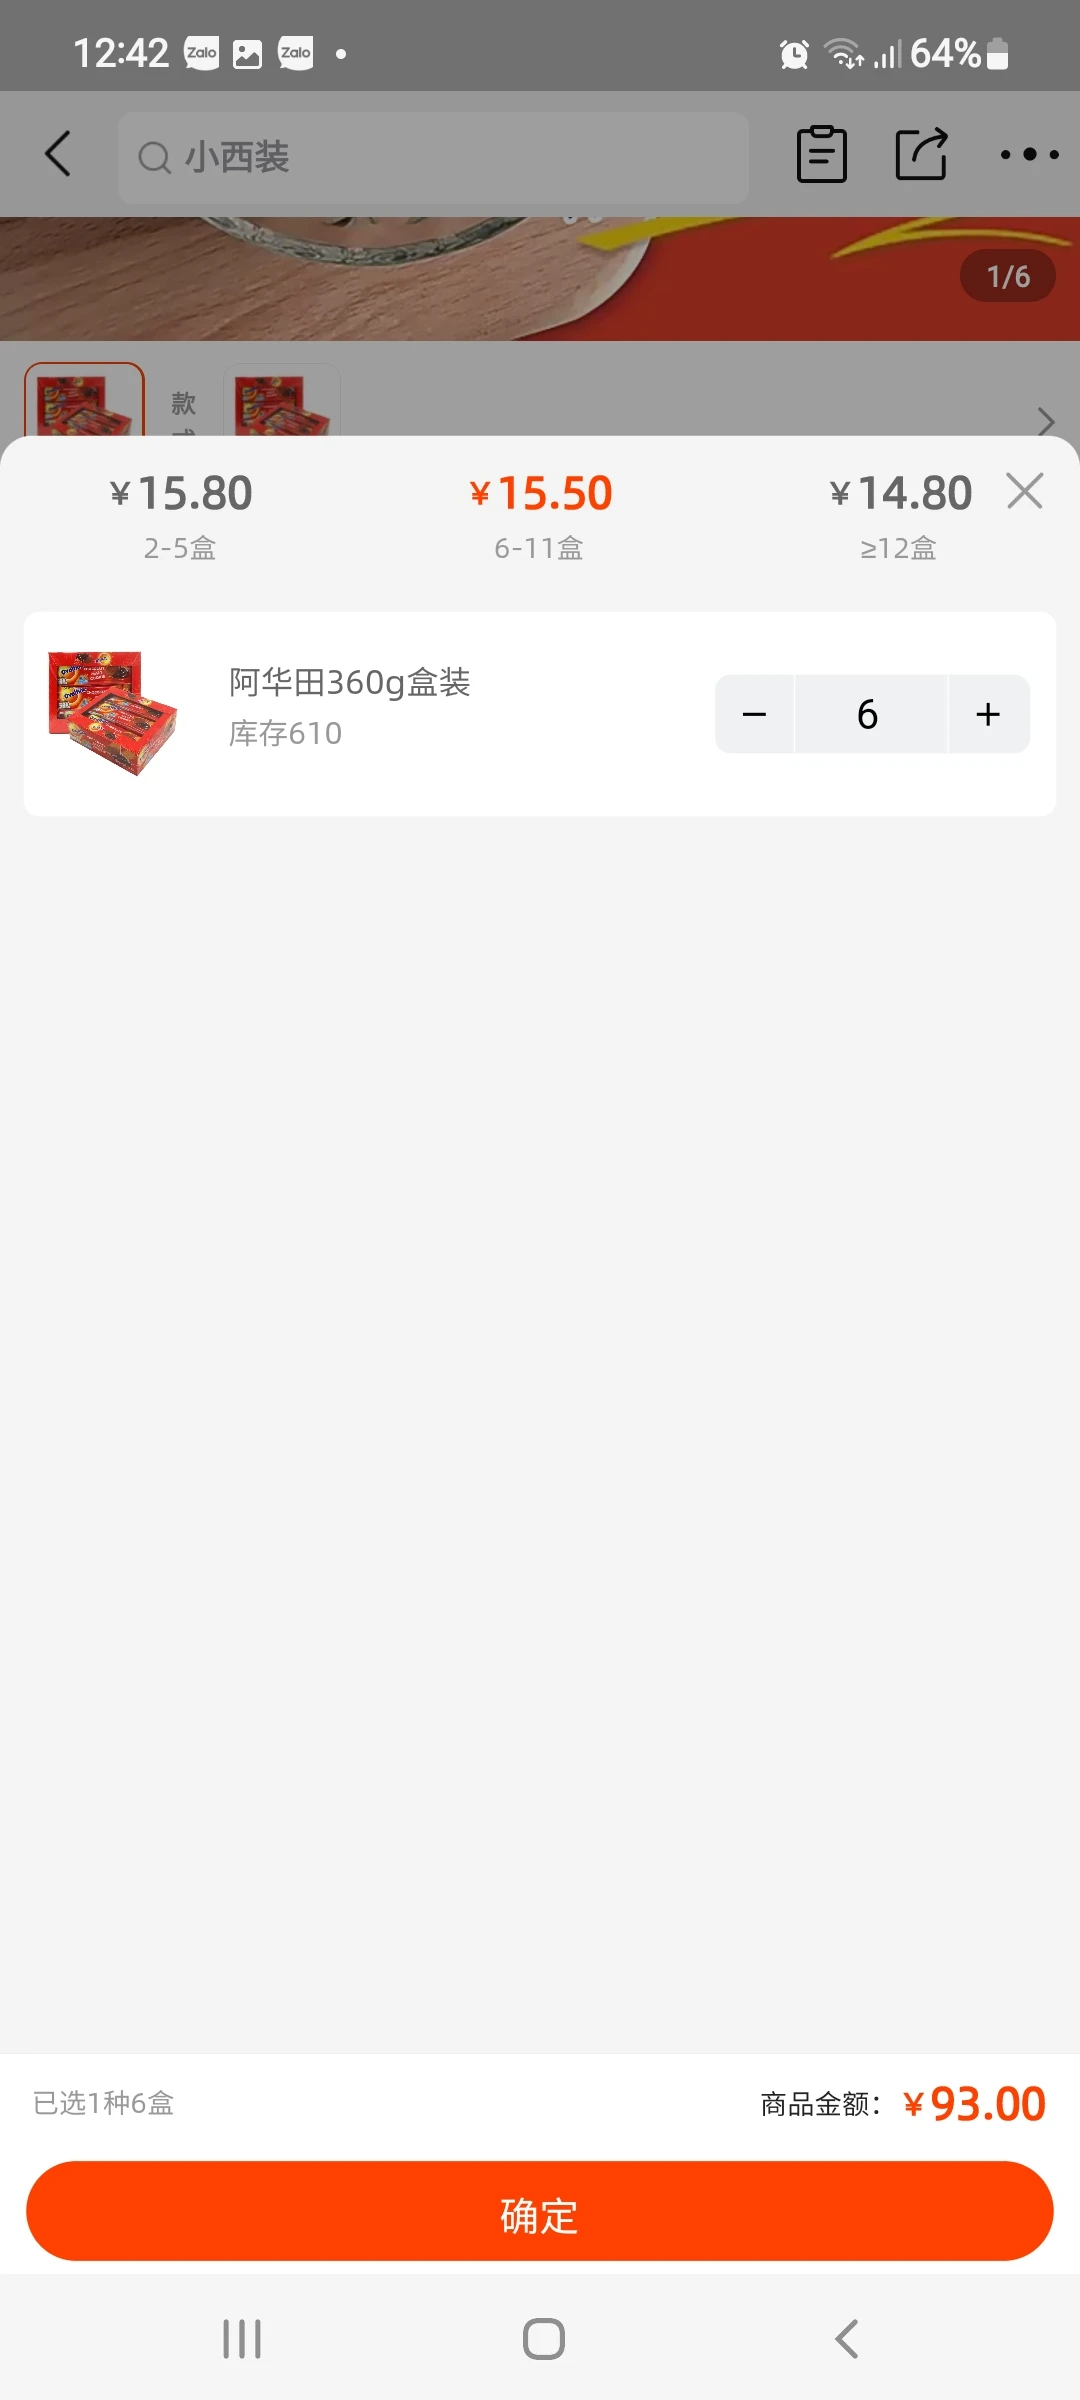 12:42 Zalo Zalo 64%
小西装
1/6
款
¥15.80 ¥15.50 ¥14.80
2-5盒 6-11盒 ≥12盒
阿华田360g盒装
库存610
− 6 +
已选1种6盒 商品金额：¥93.00
确定